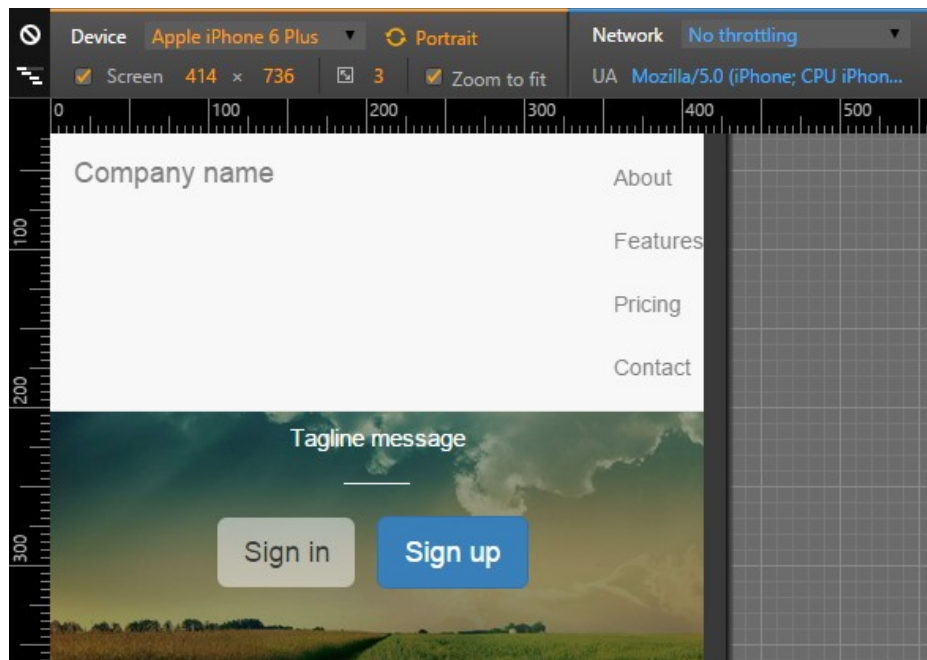 Device Apple iPhone 6 Plus Portrait Network No throttling
Screen 414 × 736 3 Zoom to fit UA Mozilla/5.0 (iPhone; CPU iPhon...
0 100 200 300 400 500
100
200
300
Company name
About
Features
Pricing
Contact
Tagline message
Sign in Sign up